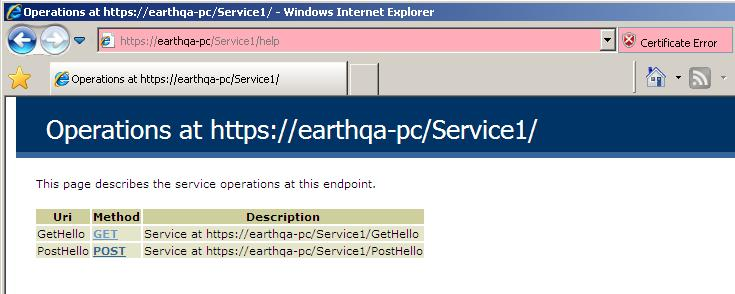 Operations at https://earthqa-pc/Service1/ - Windows Internet Explorer
https://earthqa-pc/Service1/help
Certificate Error
Operations at https://earthqa-pc/Service1/
Operations at https://earthqa-pc/Service1/
This page describes the service operations at this endpoint.
Uri Method Description
GetHello GET Service at https://earthqa-pc/Service1/GetHello
PostHello POST Service at https://earthqa-pc/Service1/PostHello